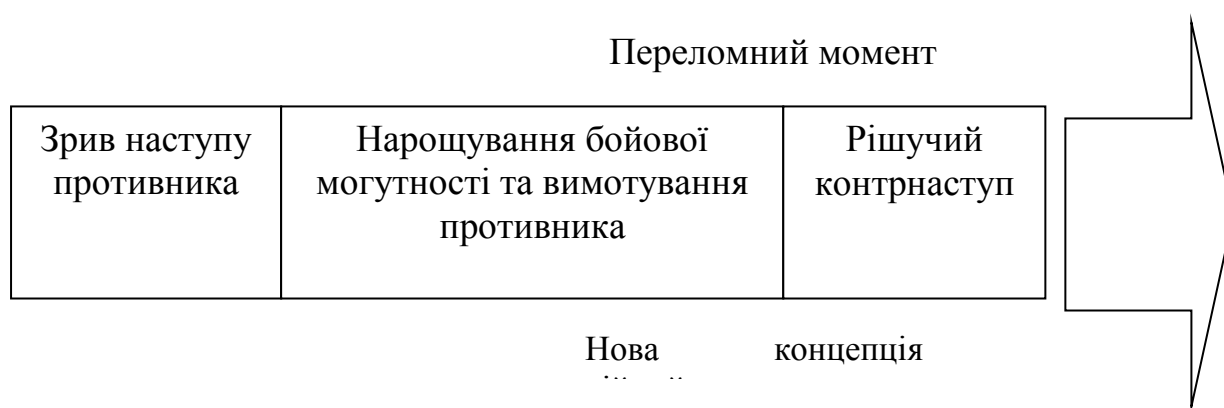 Переломний момент
Зрив наступу
противника
Нарощування бойової
могутності та вимотування
противника
Рішучий
контрнаступ
Нова концепція